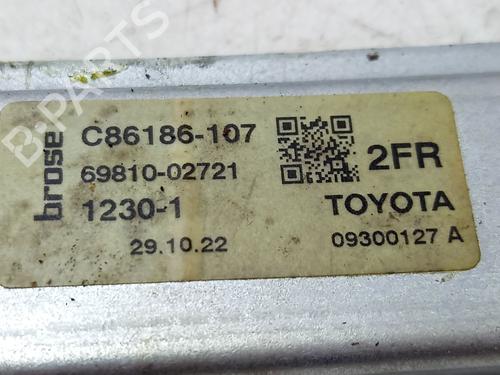 brose
C86186-107
69810-02721
1230-1
29.10.22
2FR
TOYOTA
09300127 A
B-PARTS